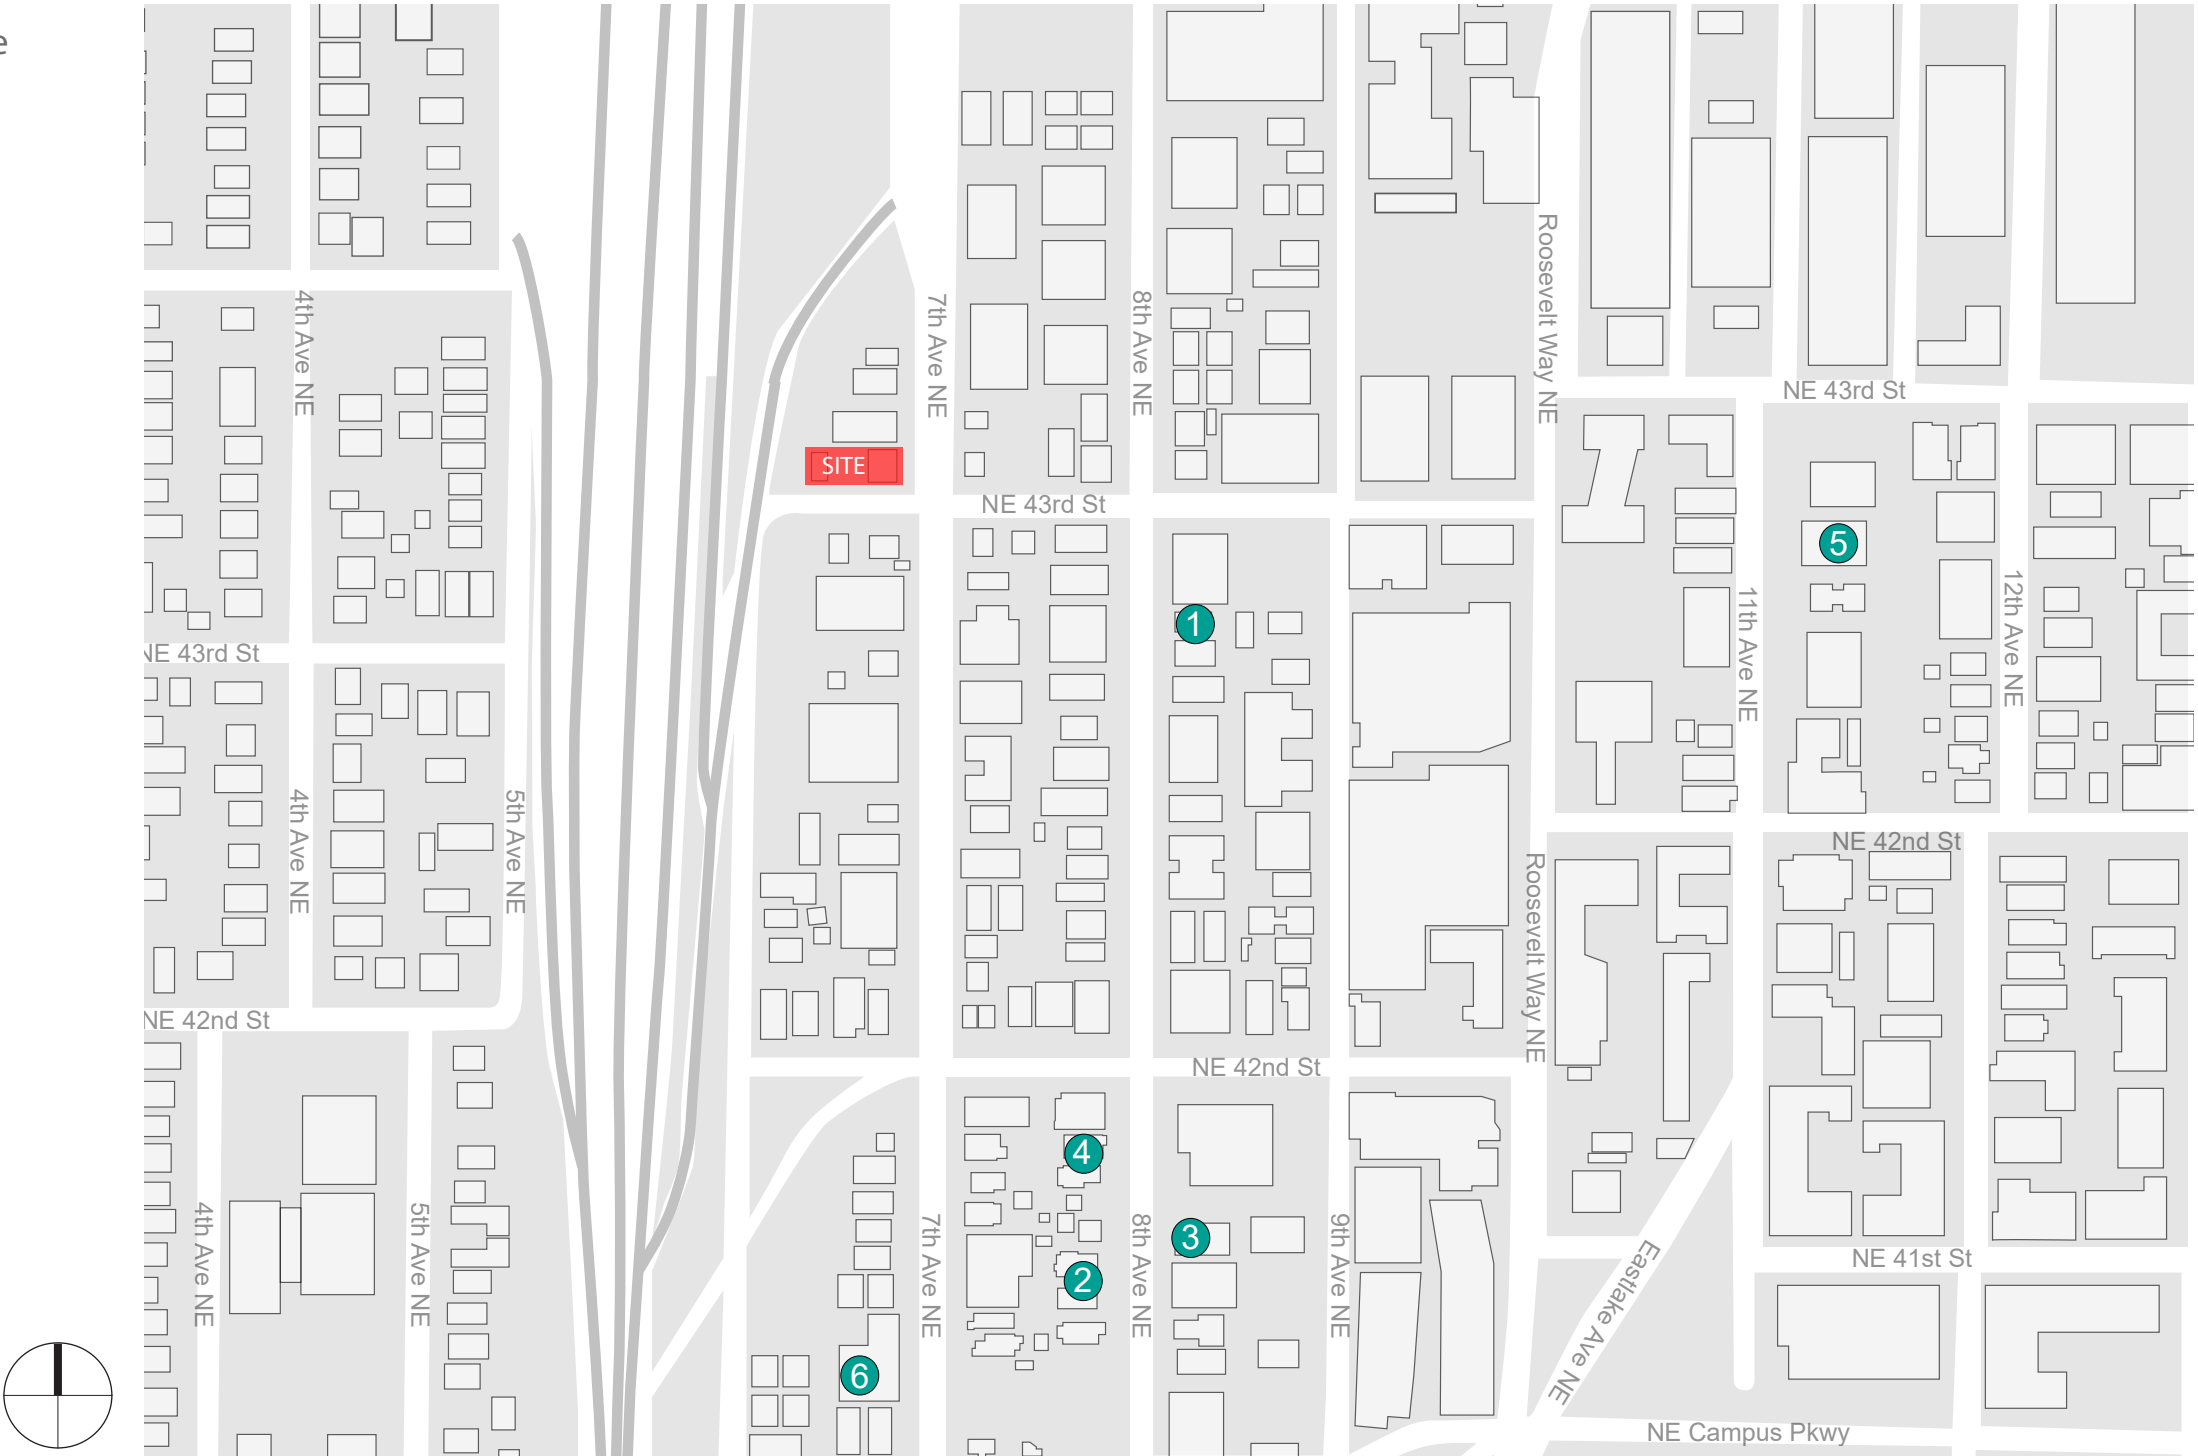 e
Roosevelt Way NE
4th Ave NE
7th Ave NE
8th Ave NE
NE 43rd St
SITE
NE 43rd St
5
1
11th Ave NE
12th Ave NE
NE 43rd St
4th Ave NE
5th Ave NE
NE 42nd St
Roosevelt Way NE
NE 42nd St
NE 42nd St
4
4th Ave NE
5th Ave NE
7th Ave NE
8th Ave NE
3
9th Ave NE
2
Eastlake Ave NE
NE 41st St
6
NE Campus Pkwy